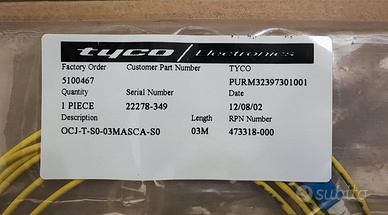 tyco / Electronics
Factory Order Customer Part Number TYCO
5100467 PURM32397301001
Quantity Serial Number Date
1 PIECE 22278-349 12/08/02
Description Length RPN Number
OCJ-T-S0-03MASCA-S0 03M 473318-000
subito